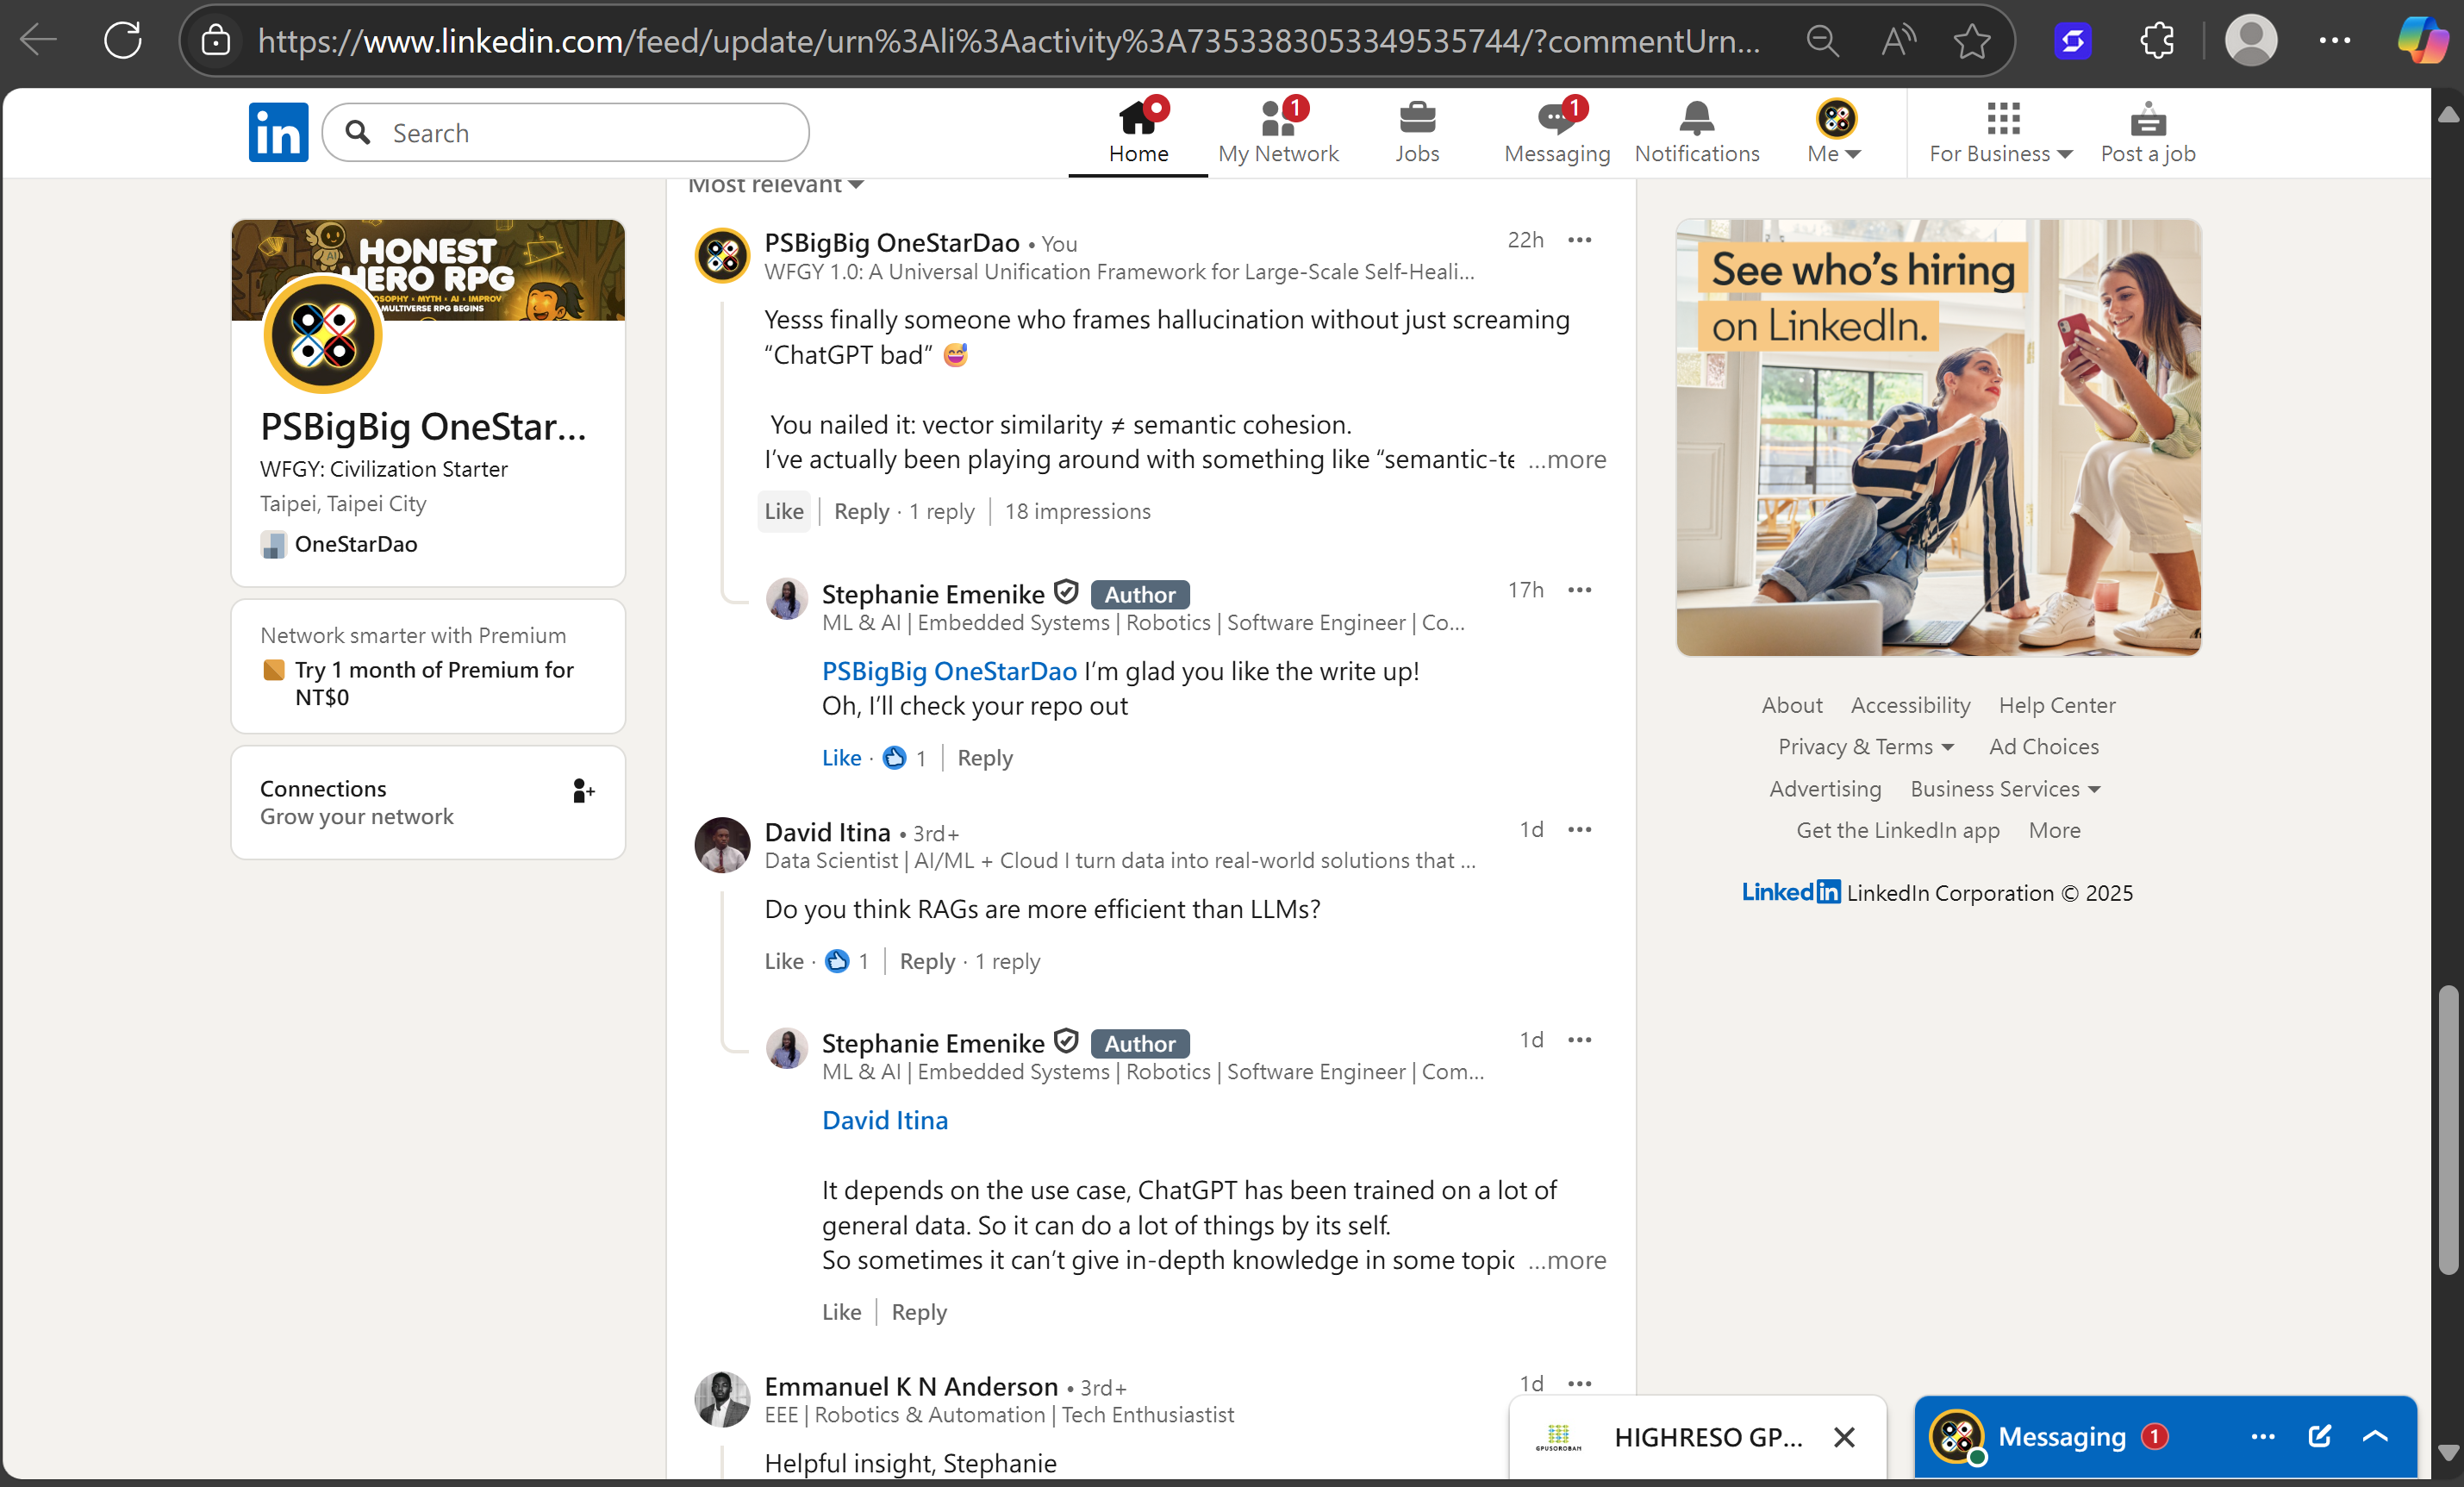 https://www.linkedin.com/feed/update/urn%3Ali%3Aactivity%3A7353383053349535744/?commentUrn...
in
Search
Home
1
My Network
Jobs
1
Messaging
Notifications
Me
For Business
Post a job
HONEST
HERO RPG
MULTIVERSE RPG BEGINS
PSBigBig OneStar...
WFGY: Civilization Starter
Taipei, Taipei City
OneStarDao
Network smarter with Premium
Try 1 month of Premium for
NT$0
Connections
Grow your network
Most relevant
PSBigBig OneStarDao • You
22h
WFGY 1.0: A Universal Unification Framework for Large-Scale Self-Heali...
Yesss finally someone who frames hallucination without just screaming
“ChatGPT bad” 😅
You nailed it: vector similarity ≠ semantic cohesion.
I’ve actually been playing around with something like “semantic-te ...more
Like
Reply · 1 reply
18 impressions
Stephanie Emenike
Author
17h
ML & AI | Embedded Systems | Robotics | Software Engineer | Co...
PSBigBig OneStarDao I’m glad you like the write up!
Oh, I’ll check your repo out
Like · 1
Reply
David Itina • 3rd+
1d
Data Scientist | AI/ML + Cloud I turn data into real-world solutions that ...
Do you think RAGs are more efficient than LLMs?
Like · 1
Reply · 1 reply
Stephanie Emenike
Author
1d
ML & AI | Embedded Systems | Robotics | Software Engineer | Com...
David Itina
It depends on the use case, ChatGPT has been trained on a lot of
general data. So it can do a lot of things by its self.
So sometimes it can’t give in-depth knowledge in some topic ...more
Like
Reply
Emmanuel K N Anderson • 3rd+
1d
EEE | Robotics & Automation | Tech Enthusiastist
Helpful insight, Stephanie
See who’s hiring
on LinkedIn.
About
Accessibility
Help Center
Privacy & Terms
Ad Choices
Advertising
Business Services
Get the LinkedIn app
More
LinkedIn LinkedIn Corporation © 2025
GPUSOROBAN
HIGHRESO GP...
Messaging
1